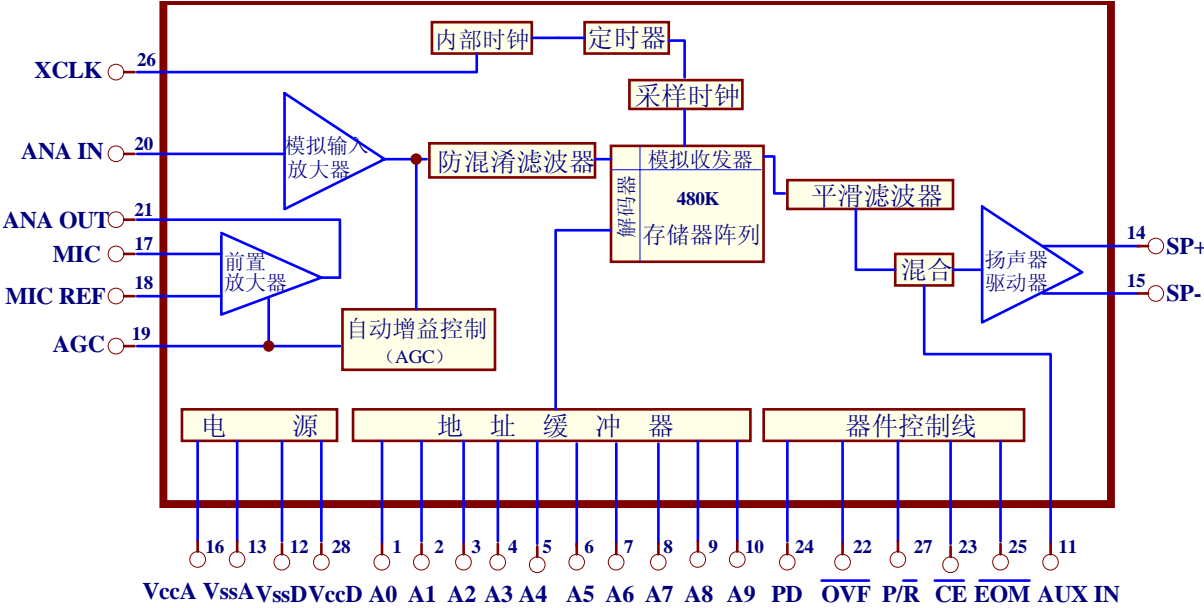 内部时钟
定时器
26
XCLK
采样时钟
20
ANA IN
模拟输入
放大器
防混淆滤波器
模拟收发器
解码器
480K
存储器阵列
平滑滤波器
21
ANA OUT
17
MIC
前置
放大器
18
MIC REF
19
AGC
自动增益控制
（AGC）
混合
扬声器
驱动器
14
SP+
15
SP-
电 源
地 址 缓 冲 器
器件控制线
16 13 12 28 1 2 3 4 5 6 7 8 9 10 24 22 27 23 25 11
VccA VssA VssD VccD A0 A1 A2 A3 A4 A5 A6 A7 A8 A9 PD O̅V̅F̅ P/R̅ C̅E̅ E̅O̅M̅ AUX IN